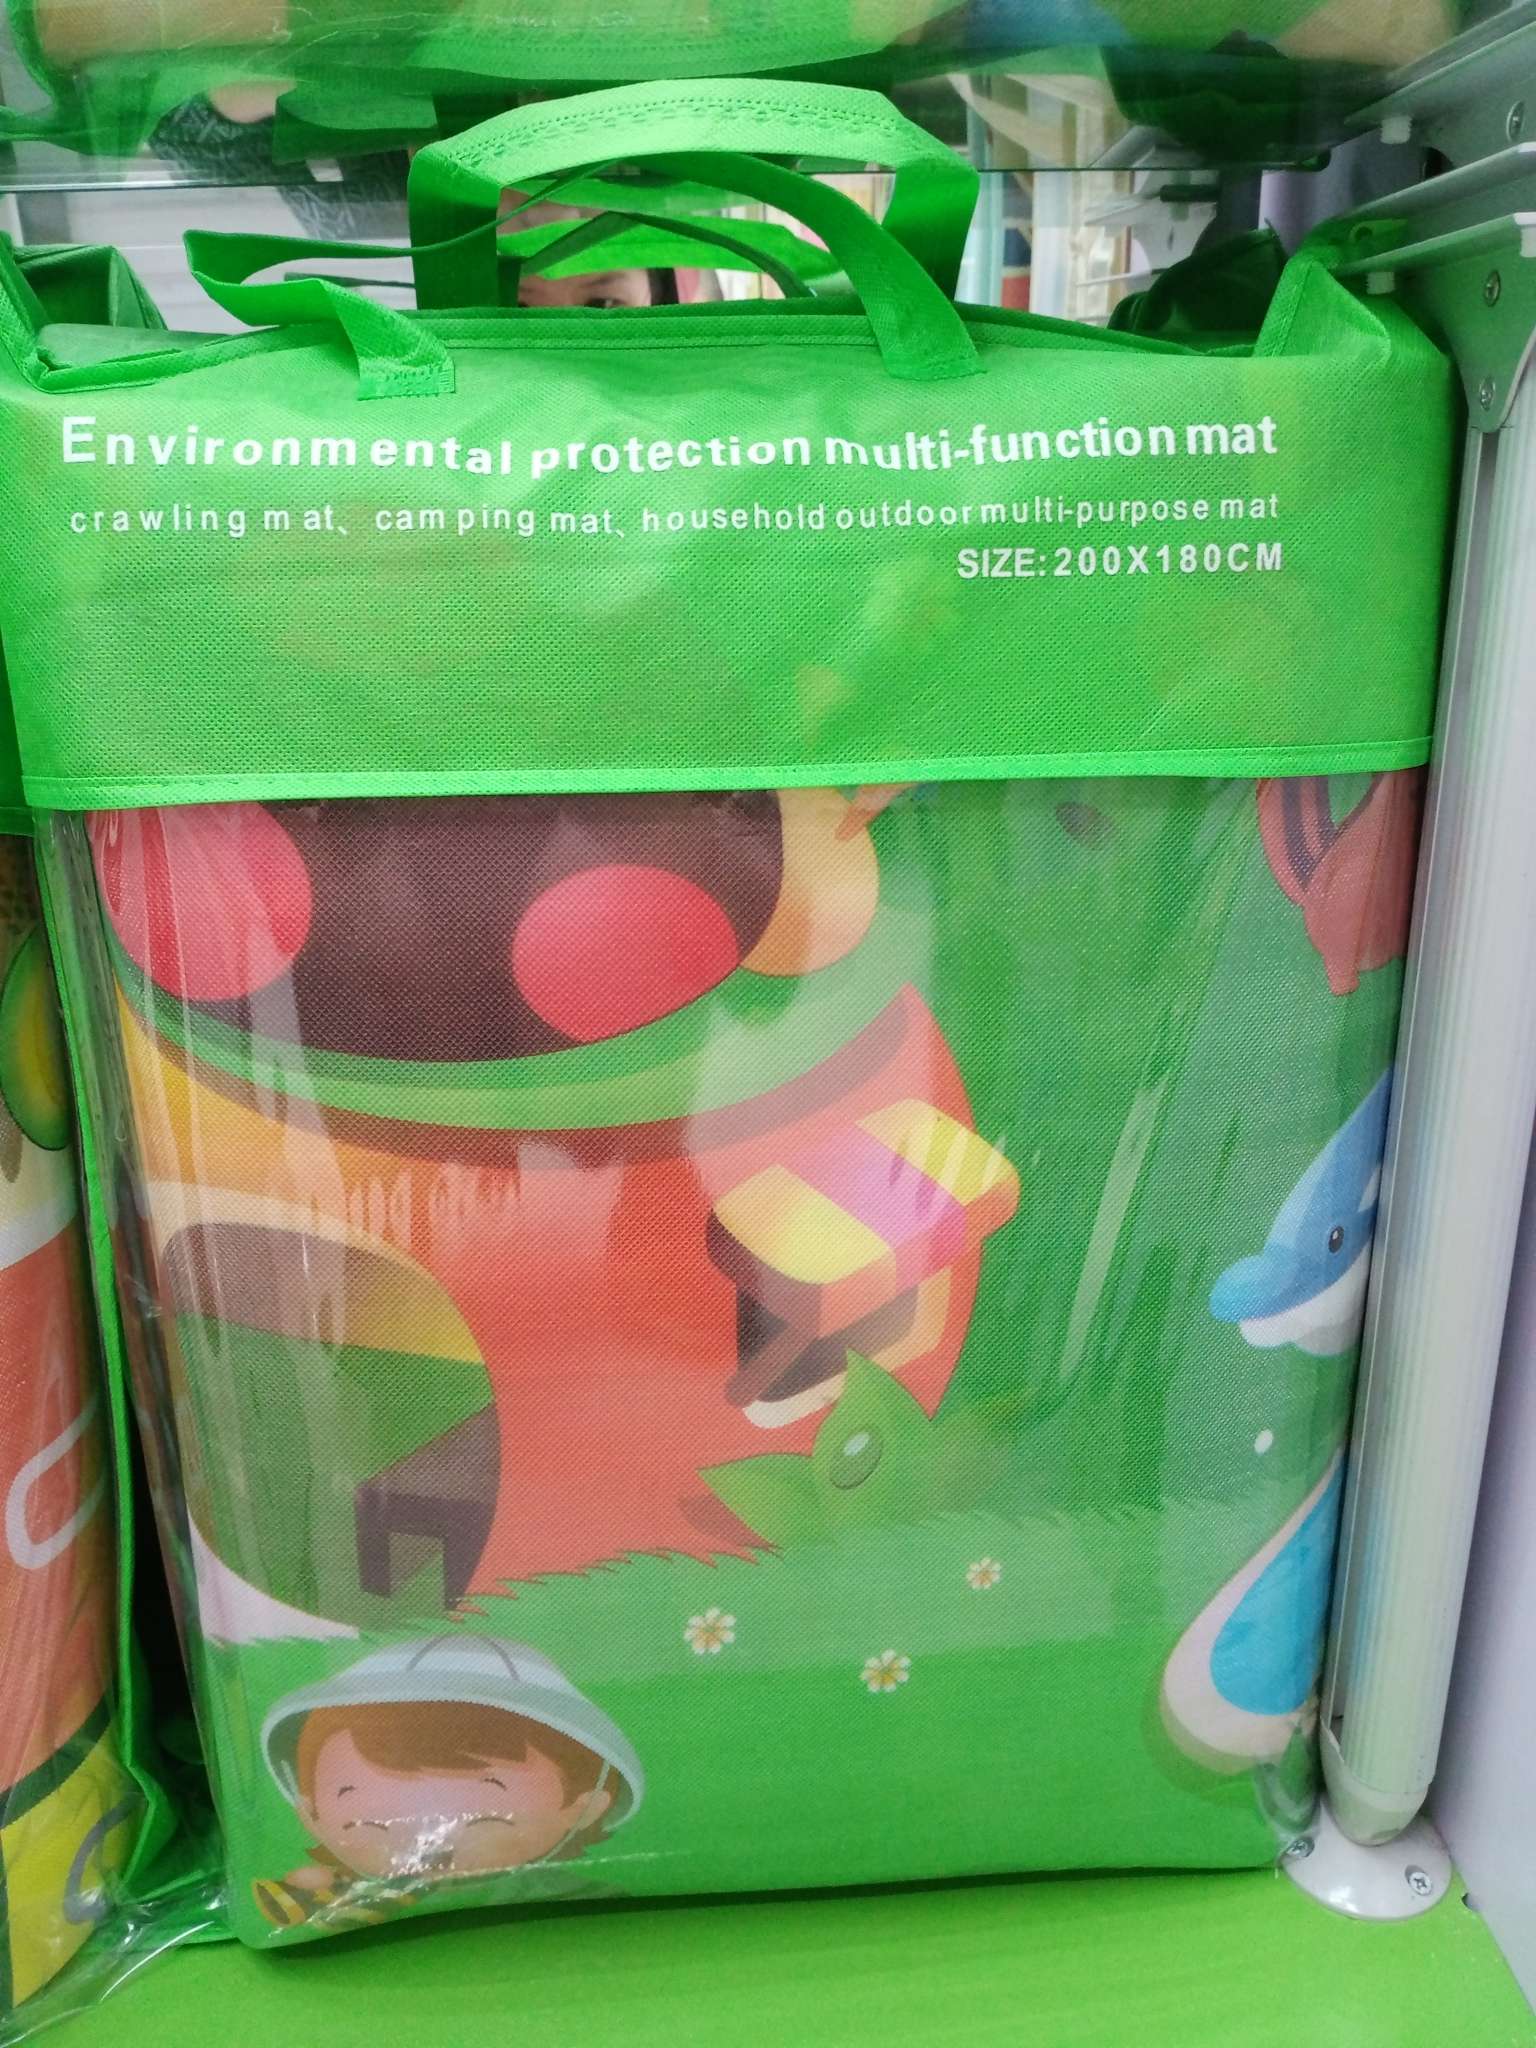 Environmental protection multi-function mat
crawling mat、camping mat、household outdoor multi-purpose mat
SIZE:200X180CM